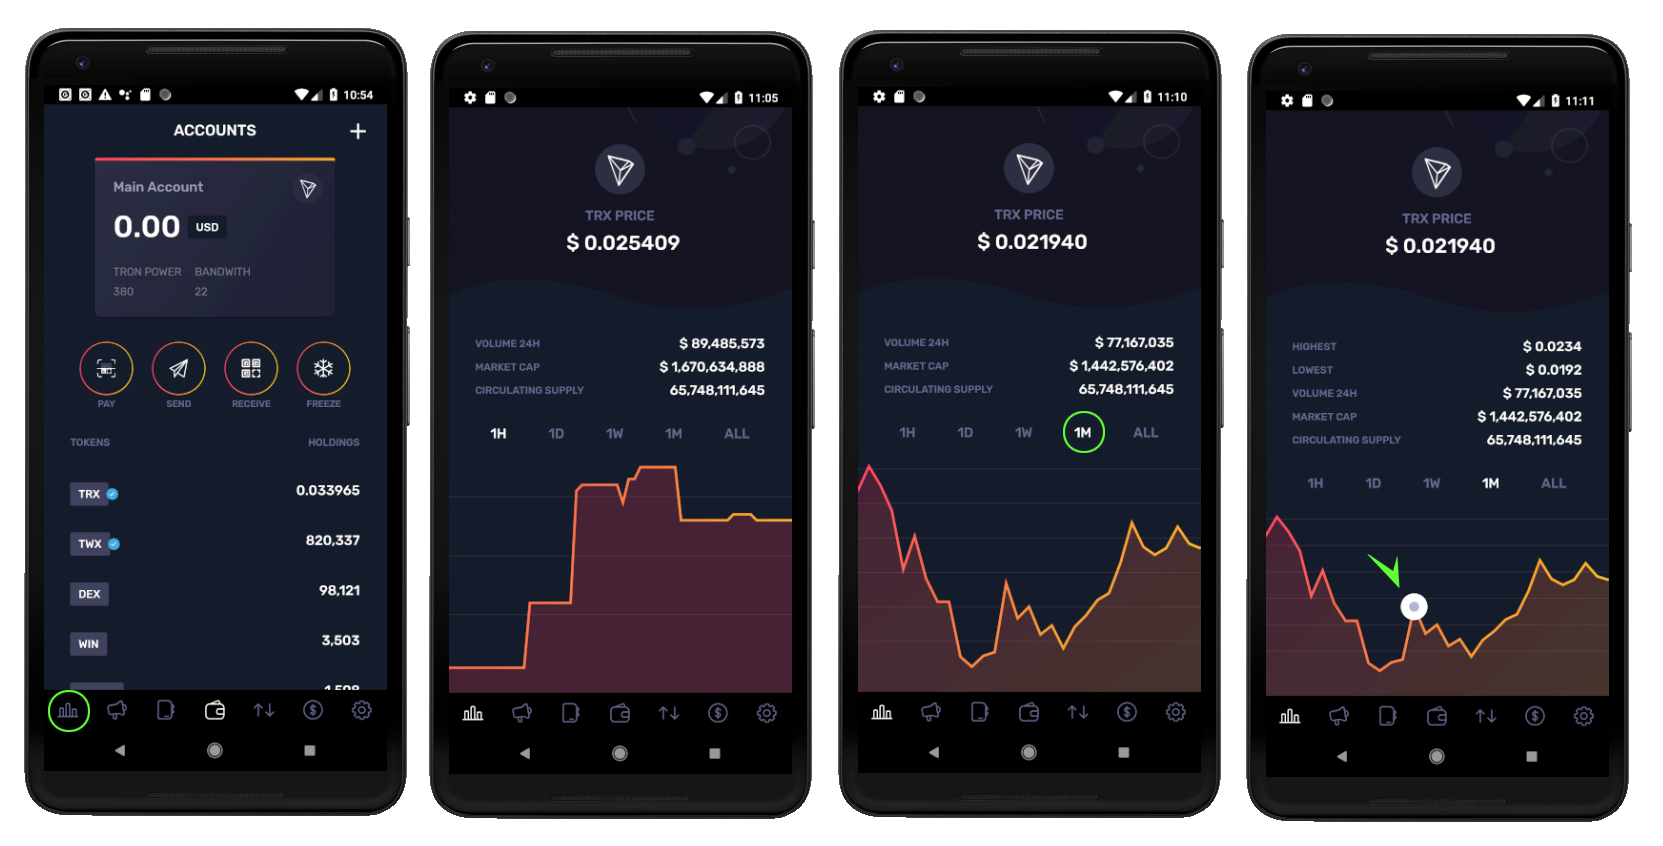 10:54
ACCOUNTS +
Main Account
0.00 USD
TRON POWER BANDWITH
380 22
PAY SEND RECEIVE FREEZE
TOKENS HOLDINGS
TRX 0.033965
TWX 820,337
DEX 98,121
WIN 3,503
11:05
TRX PRICE
$ 0.025409
VOLUME 24H $ 89,485,573
MARKET CAP $ 1,670,634,888
CIRCULATING SUPPLY 65,748,111,645
1H 1D 1W 1M ALL
11:10
TRX PRICE
$ 0.021940
VOLUME 24H $ 77,167,035
MARKET CAP $ 1,442,576,402
CIRCULATING SUPPLY 65,748,111,645
1H 1D 1W 1M ALL
11:11
TRX PRICE
$ 0.021940
HIGHEST $ 0.0234
LOWEST $ 0.0192
VOLUME 24H $ 77,167,035
MARKET CAP $ 1,442,576,402
CIRCULATING SUPPLY 65,748,111,645
1H 1D 1W 1M ALL